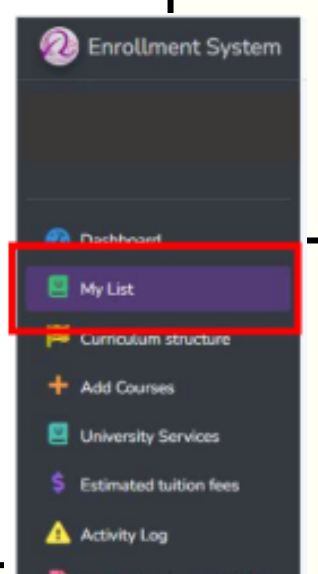 Enrollment System
Dashboard
My List
Curriculum structure
Add Courses
University Services
Estimated tuition fees
Activity Log